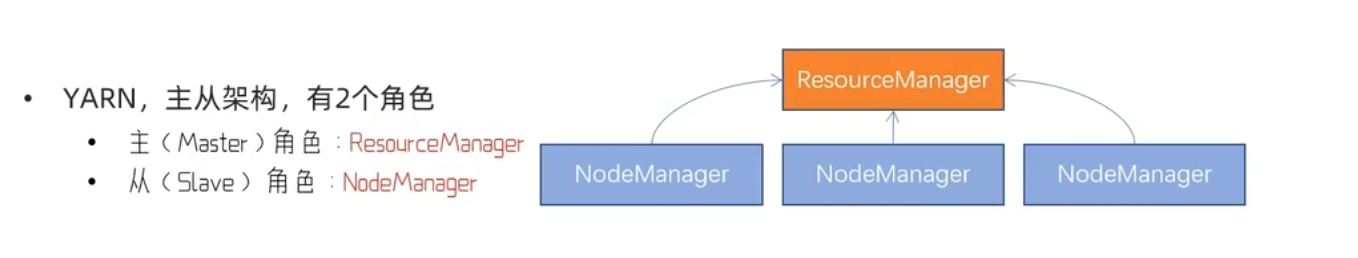 • YARN，主从架构，有2个角色
• 主（Master）角色：ResourceManager
• 从（Slave）角色：NodeManager
ResourceManager
NodeManager
NodeManager
NodeManager